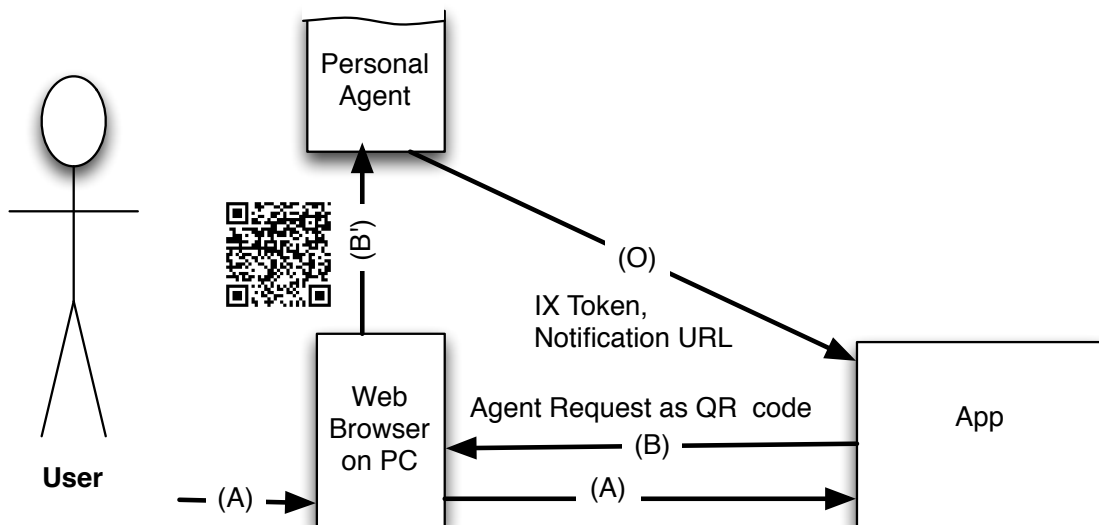 Personal
Agent
(B')
(O)
IX Token,
Notification URL
Web
Browser
on PC
Agent Request as QR code
(B)
App
User
(A)
(A)